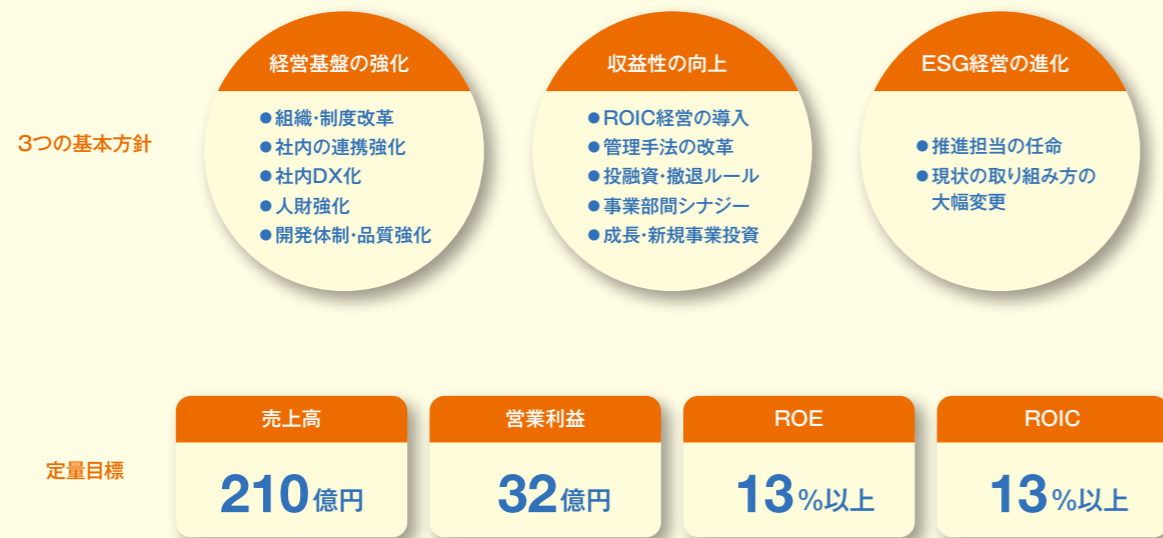 3つの基本方針
経営基盤の強化
●組織・制度改革
●社内の連携強化
●社内DX化
●人財強化
●開発体制・品質強化
収益性の向上
●ROIC経営の導入
●管理手法の改革
●投融資・撤退ルール
●事業部間シナジー
●成長・新規事業投資
ESG経営の進化
●推進担当の任命
●現状の取り組み方の
大幅変更
定量目標
売上高
210億円
営業利益
32億円
ROE
13%以上
ROIC
13%以上